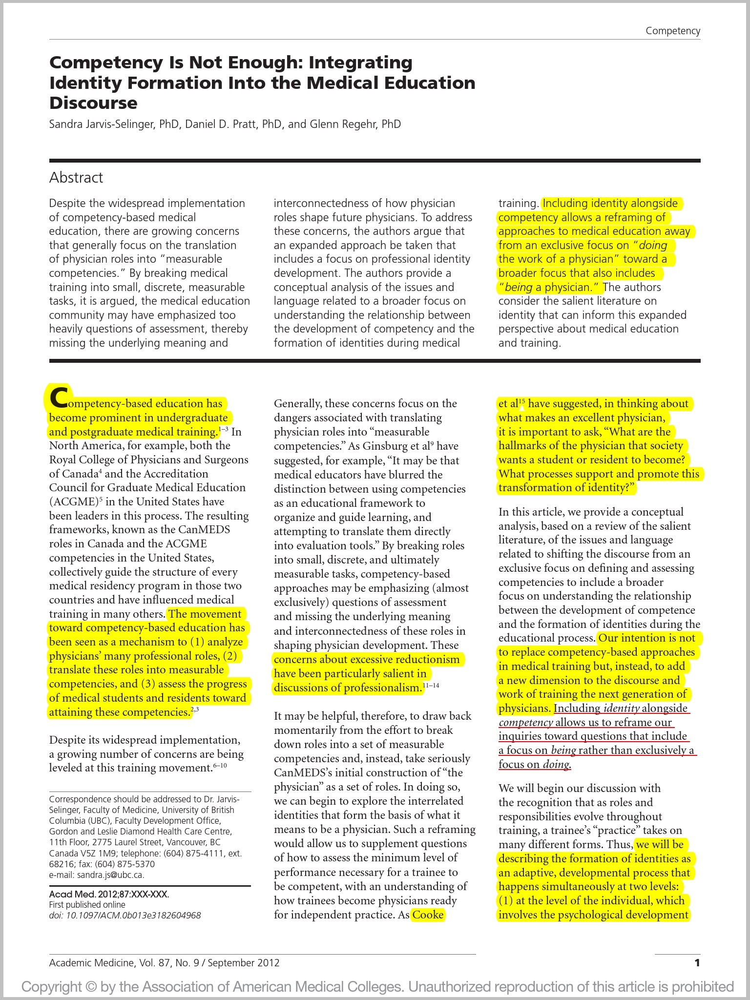 Competency
Competency Is Not Enough: Integrating
Identity Formation Into the Medical Education
Discourse
Sandra Jarvis-Selinger, PhD, Daniel D. Pratt, PhD, and Glenn Regehr, PhD
Abstract
Despite the widespread implementation
of competency-based medical
education, there are growing concerns
that generally focus on the translation
of physician roles into “measurable
competencies.” By breaking medical
training into small, discrete, measurable
tasks, it is argued, the medical education
community may have emphasized too
heavily questions of assessment, thereby
missing the underlying meaning and
interconnectedness of how physician
roles shape future physicians. To address
these concerns, the authors argue that
an expanded approach be taken that
includes a focus on professional identity
development. The authors provide a
conceptual analysis of the issues and
language related to a broader focus on
understanding the relationship between
the development of competency and the
formation of identities during medical
training. Including identity alongside
competency allows a reframing of
approaches to medical education away
from an exclusive focus on “doing
the work of a physician” toward a
broader focus that also includes
“being a physician.” The authors
consider the salient literature on
identity that can inform this expanded
perspective about medical education
and training.
Competency-based education has
become prominent in undergraduate
and postgraduate medical training.1–3 In
North America, for example, both the
Royal College of Physicians and Surgeons
of Canada4 and the Accreditation
Council for Graduate Medical Education
(ACGME)5 in the United States have
been leaders in this process. The resulting
frameworks, known as the CanMEDS
roles in Canada and the ACGME
competencies in the United States,
collectively guide the structure of every
medical residency program in those two
countries and have influenced medical
training in many others. The movement
toward competency-based education has
been seen as a mechanism to (1) analyze
physicians’ many professional roles, (2)
translate these roles into measurable
competencies, and (3) assess the progress
of medical students and residents toward
attaining these competencies.2,3
Despite its widespread implementation,
a growing number of concerns are being
leveled at this training movement.6–10
Correspondence should be addressed to Dr. Jarvis-
Selinger, Faculty of Medicine, University of British
Columbia (UBC), Faculty Development Office,
Gordon and Leslie Diamond Health Care Centre,
11th Floor, 2775 Laurel Street, Vancouver, BC
Canada V5Z 1M9; telephone: (604) 875-4111, ext.
68216; fax: (604) 875-5370
e-mail: sandra.js@ubc.ca.
Acad Med. 2012;87:XXX-XXX.
First published online
doi: 10.1097/ACM.0b013e3182604968
Generally, these concerns focus on the
dangers associated with translating
physician roles into “measurable
competencies.” As Ginsburg et al9 have
suggested, for example, “It may be that
medical educators have blurred the
distinction between using competencies
as an educational framework to
organize and guide learning, and
attempting to translate them directly
into evaluation tools.” By breaking roles
into small, discrete, and ultimately
measurable tasks, competency-based
approaches may be emphasizing (almost
exclusively) questions of assessment
and missing the underlying meaning
and interconnectedness of these roles in
shaping physician development. These
concerns about excessive reductionism
have been particularly salient in
discussions of professionalism.11–14
It may be helpful, therefore, to draw back
momentarily from the effort to break
down roles into a set of measurable
competencies and, instead, take seriously
CanMEDS’s initial construction of “the
physician” as a set of roles. In doing so,
we can begin to explore the interrelated
identities that form the basis of what it
means to be a physician. Such a reframing
would allow us to supplement questions
of how to assess the minimum level of
performance necessary for a trainee to
be competent, with an understanding of
how trainees become physicians ready
for independent practice. As Cooke
et al15 have suggested, in thinking about
what makes an excellent physician,
it is important to ask, “What are the
hallmarks of the physician that society
wants a student or resident to become?
What processes support and promote this
transformation of identity?”
In this article, we provide a conceptual
analysis, based on a review of the salient
literature, of the issues and language
related to shifting the discourse from an
exclusive focus on defining and assessing
competencies to include a broader
focus on understanding the relationship
between the development of competence
and the formation of identities during the
educational process. Our intention is not
to replace competency-based approaches
in medical training but, instead, to add
a new dimension to the discourse and
work of training the next generation of
physicians. Including identity alongside
competency allows us to reframe our
inquiries toward questions that include
a focus on being rather than exclusively a
focus on doing.
We will begin our discussion with
the recognition that as roles and
responsibilities evolve throughout
training, a trainee’s “practice” takes on
many different forms. Thus, we will be
describing the formation of identities as
an adaptive, developmental process that
happens simultaneously at two levels:
(1) at the level of the individual, which
involves the psychological development
Academic Medicine, Vol. 87, No. 9 / September 2012
1
Copyright © by the Association of American Medical Colleges. Unauthorized reproduction of this article is prohibited